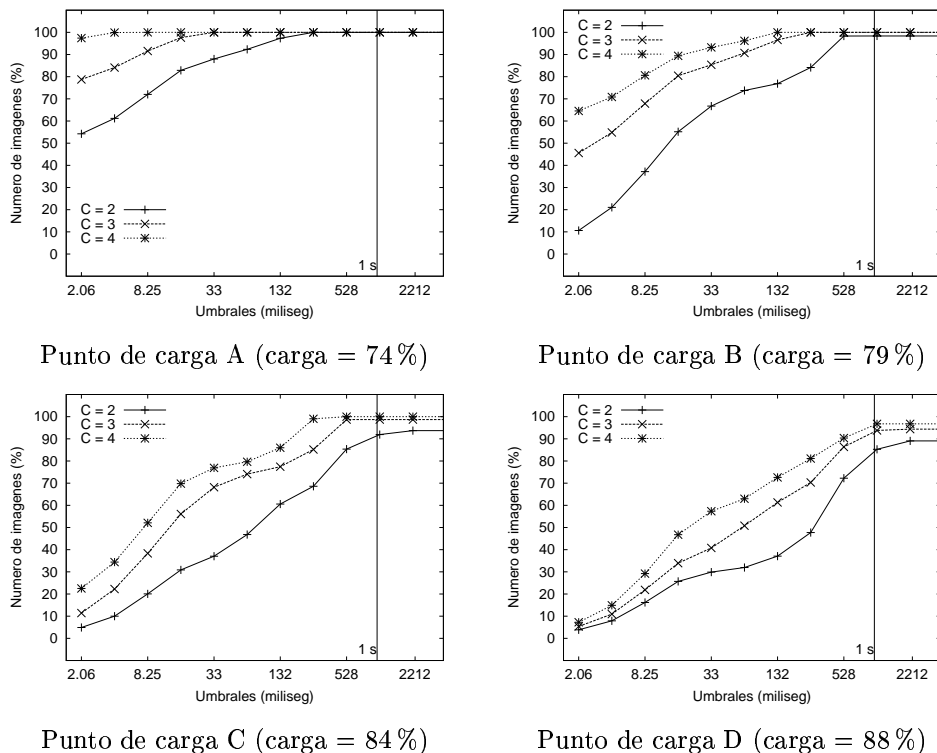 100
90
80
70
60
50
40
30
20
10
0
Numero de imagenes (%)
C = 2
C = 3
C = 4
1 s
2.06 8.25 33 132 528 2212
Umbrales (miliseg)
Punto de carga A (carga = 74 %)
100
90
80
70
60
50
40
30
20
10
0
Numero de imagenes (%)
C = 2
C = 3
C = 4
1 s
2.06 8.25 33 132 528 2212
Umbrales (miliseg)
Punto de carga B (carga = 79 %)
100
90
80
70
60
50
40
30
20
10
0
Numero de imagenes (%)
C = 2
C = 3
C = 4
1 s
2.06 8.25 33 132 528 2212
Umbrales (miliseg)
Punto de carga C (carga = 84 %)
100
90
80
70
60
50
40
30
20
10
0
Numero de imagenes (%)
C = 2
C = 3
C = 4
1 s
2.06 8.25 33 132 528 2212
Umbrales (miliseg)
Punto de carga D (carga = 88 %)